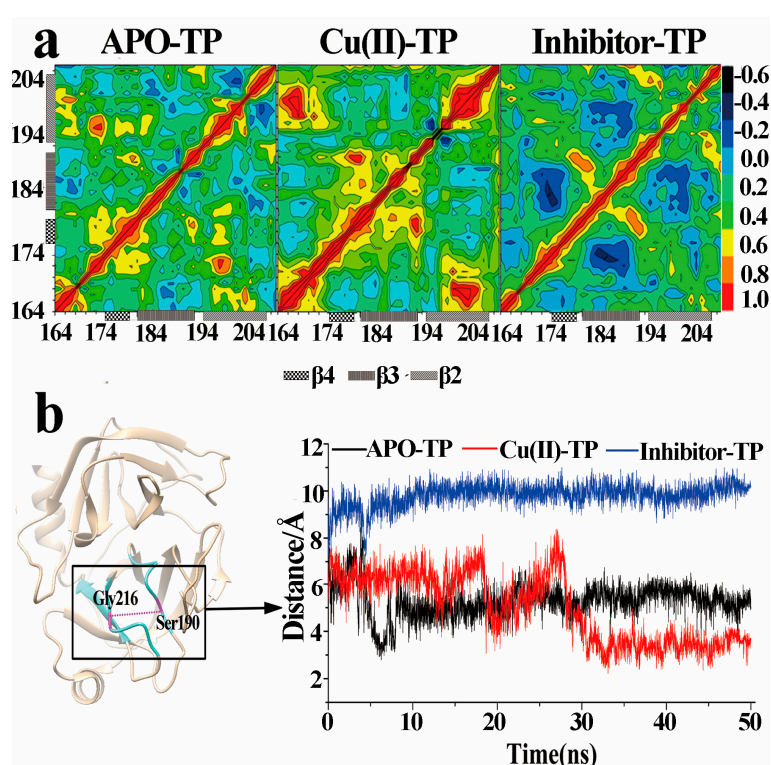 a APO-TP Cu(II)-TP Inhibitor-TP
204
194
184
174
164
-0.6
-0.4
-0.2
0.0
0.2
0.4
0.6
0.8
1.0
164 174 184 194 204 164 174 184 194 204 164 174 184 194 204
β4 β3 β2
b
Gly216
Ser190
APO-TP Cu(II)-TP Inhibitor-TP
Distance/Å
12
10
8
6
4
2
0 10 20 30 40 50
Time(ns)